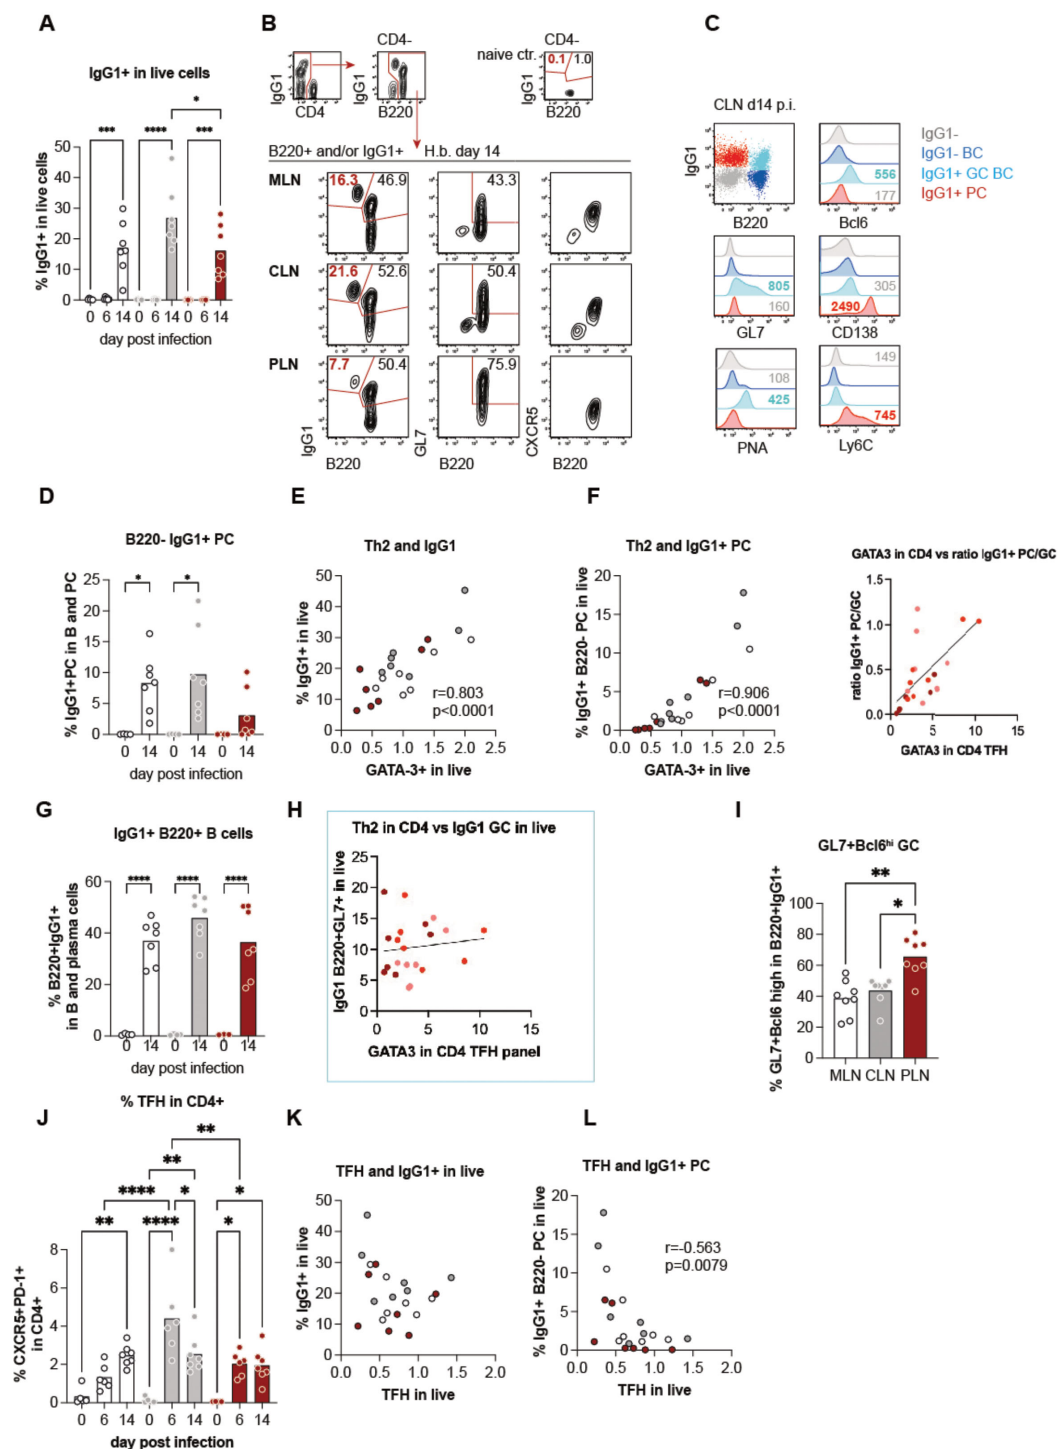 A
IgG1+ in live cells
*
***
****
***
50
40
30
20
10
0
% IgG1+ in live cells
0 6 14 0 6 14 0 6 14
day post infection
B
CD4-
IgG1
CD4
IgG1
B220
CD4-
naive ctr.
0.1
1.0
IgG1
B220
B220+ and/or IgG1+
H.b. day 14
MLN
16.3
46.9
43.3
CLN
21.6
52.6
50.4
PLN
7.7
50.4
75.9
IgG1
B220
GL7
B220
CXCR5
B220
C
CLN d14 p.i.
IgG1
B220
556
177
Bcl6
IgG1-
IgG1- BC
IgG1+ GC BC
IgG1+ PC
805
160
GL7
305
2490
CD138
108
425
PNA
149
745
Ly6C
D
B220- IgG1+ PC
*
*
25
20
15
10
5
0
% IgG1+PC in B and PC
0 14 0 14 0 14
day post infection
E
Th2 and IgG1
50
40
30
20
10
0
% IgG1+ in live
r=0.803
p<0.0001
0.0 0.5 1.0 1.5 2.0 2.5
GATA-3+ in live
F
Th2 and IgG1+ PC
20
15
10
5
0
% IgG1+ B220- PC in live
r=0.906
p<0.0001
0.0 0.5 1.0 1.5 2.0 2.5
GATA-3+ in live
GATA3 in CD4 vs ratio IgG1+ PC/GC
1.5
1.0
0.5
0.0
ratio IgG1+ PC/GC
0 5 10 15
GATA3 in CD4 TFH
G
IgG1+ B220+ B cells
****
****
****
60
40
20
0
% B220+IgG1+
in B and plasma cells
0 14 0 14 0 14
day post infection
H
Th2 in CD4 vs IgG1 GC in live
25
20
15
10
5
0
IgG1 B220+GL7+ in live
0 5 10 15
GATA3 in CD4 TFH panel
I
GL7+Bcl6hi GC
**
*
100
80
60
40
20
0
% GL7+Bcl6 high in B220+IgG1+
MLN CLN PLN
J
% TFH in CD4+
**
**
****
*
*
**
****
*
8
6
4
2
0
% CXCR5+PD-1+
in CD4+
0 6 14 0 6 14 0 6 14
day post infection
K
TFH and IgG1+ in live
50
40
30
20
10
0
% IgG1+ in live
0.0 0.5 1.0 1.5 2.0
TFH in live
L
TFH and IgG1+ PC
20
15
10
5
0
% IgG1+ B220- PC in live
r=-0.563
p=0.0079
0.0 0.5 1.0 1.5 2.0
TFH in live